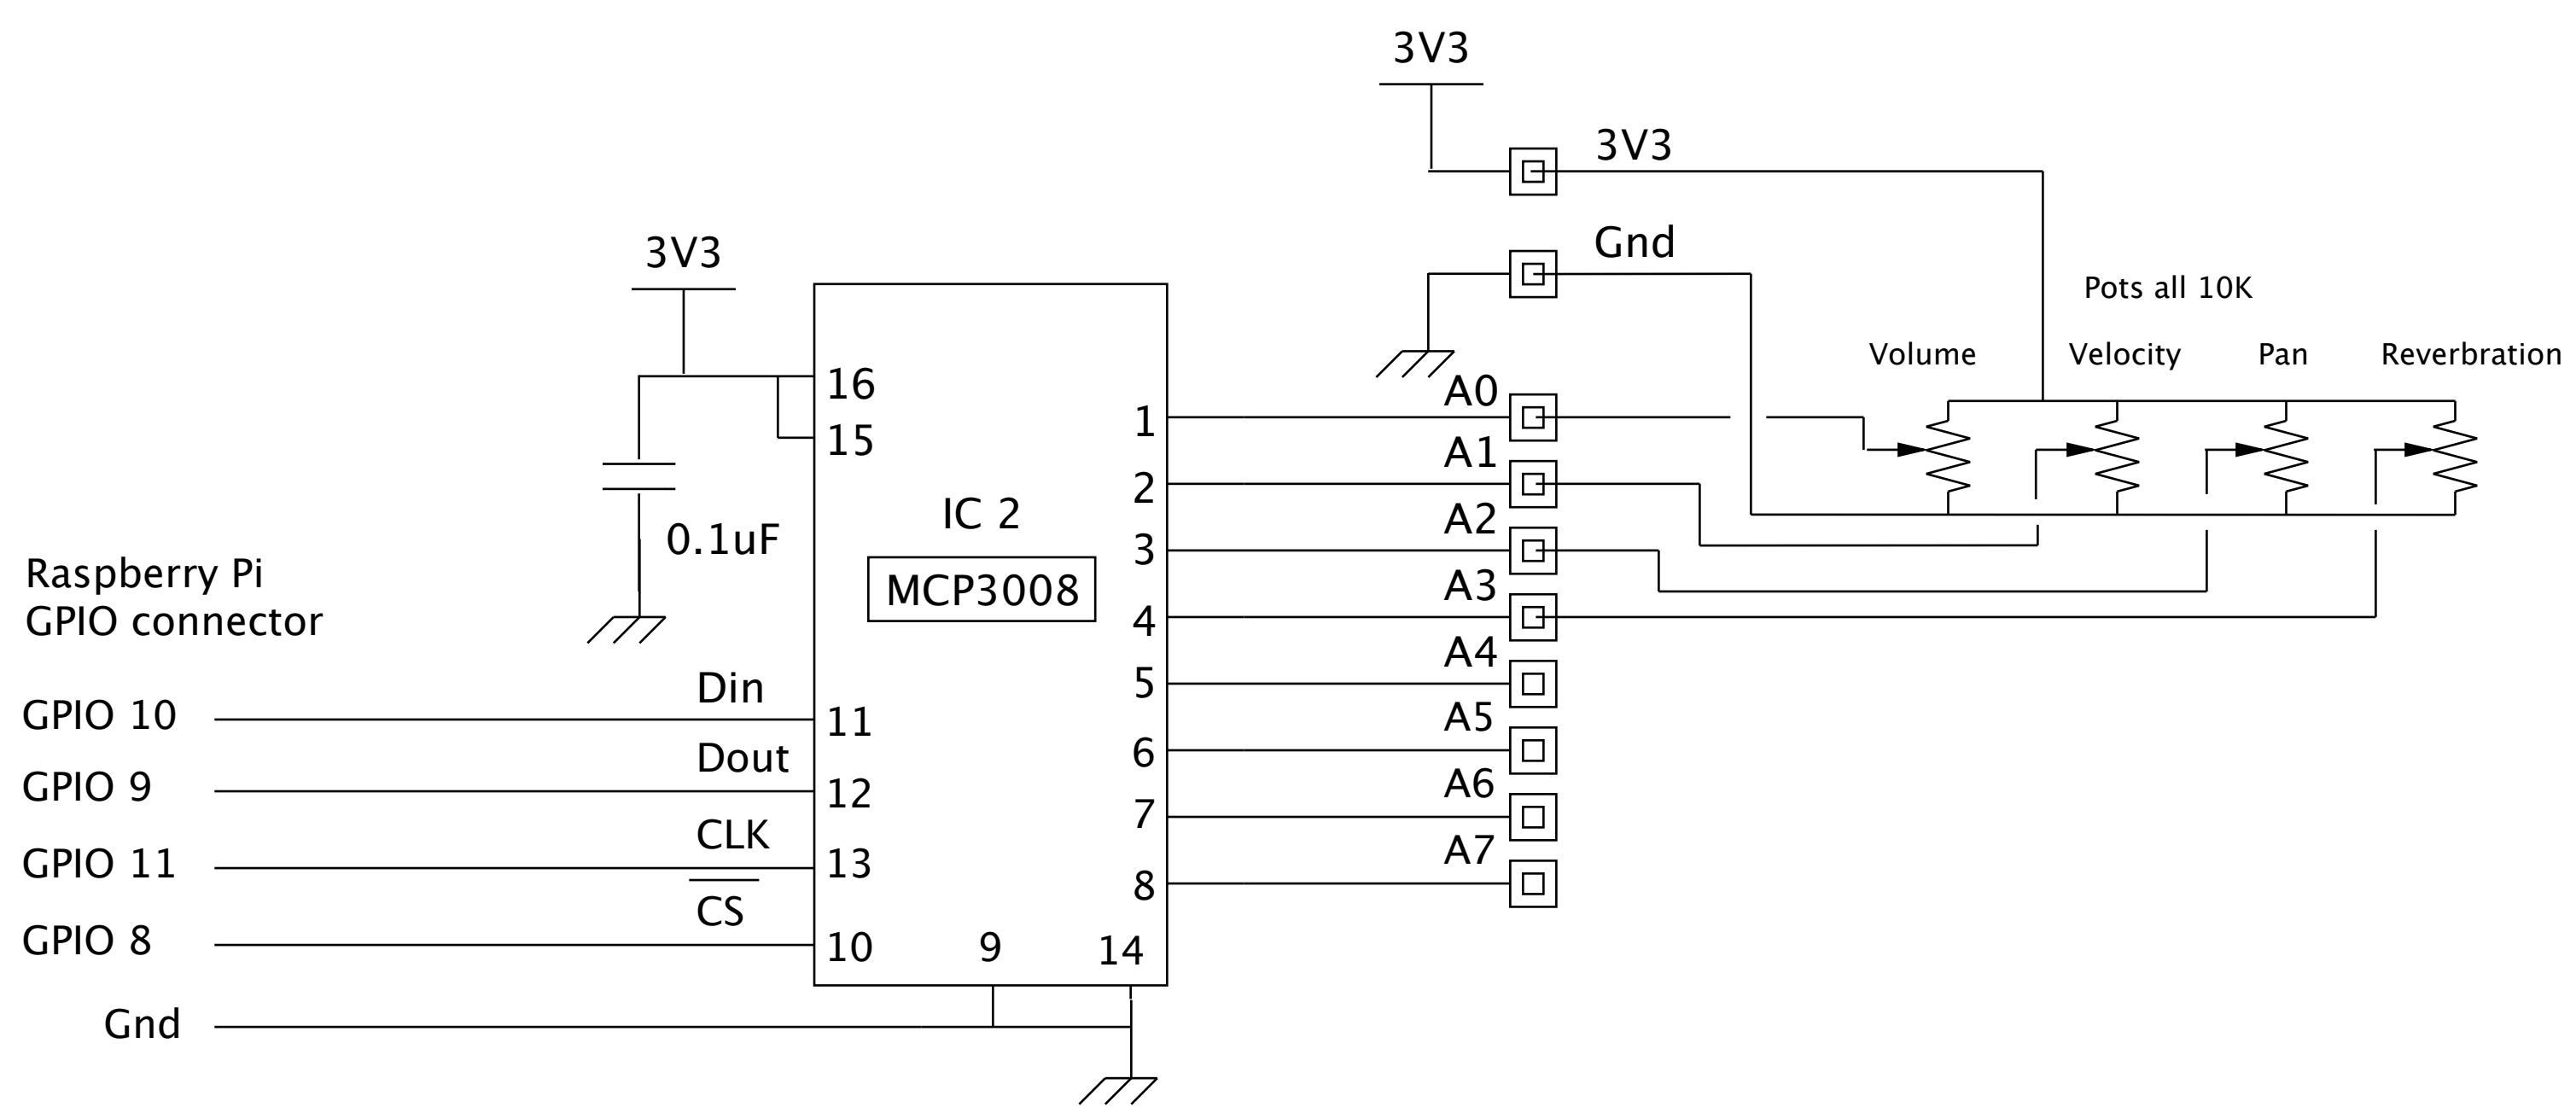 3V3
3V3
Gnd
3V3
Pots all 10K
Volume
Velocity
Pan
Reverbration
16
15
0.1uF
IC 2
MCP3008
1
A0
2
A1
3
A2
4
A3
5
A4
6
A5
7
A6
8
A7
Raspberry Pi
GPIO connector
GPIO 10
Din
11
GPIO 9
Dout
12
GPIO 11
CLK
13
GPIO 8
CS
10
9
14
Gnd